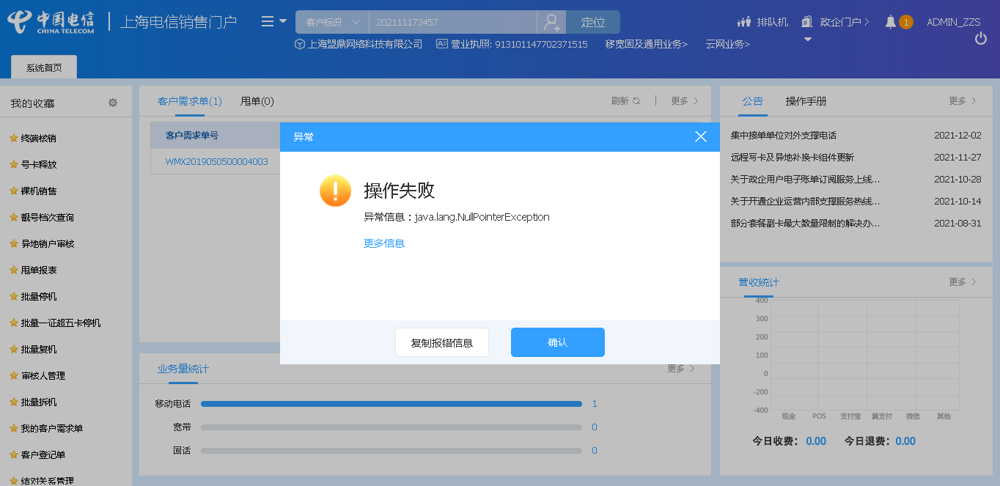 中国电信
CHINA TELECOM
上海电信销售门户
客户标识
202111173457
定位
排队机
政企门户
1
ADMIN_ZZS
上海盟鼎网络科技有限公司
营业执照: 913101147702371515
移宽固及通用业务>
云网业务>
系统首页
我的收藏
终端核销
号卡释放
裸机销售
靓号档次查询
异地销户审核
甩单报表
批量停机
批量一证超五卡停机
批量复机
审核人管理
批量拆机
我的客户需求单
客户登记单
结对关系管理
客户需求单(1)
甩单(0)
刷新
更多
客户需求单号
WMX2019050500004003
异常
操作失败
异常信息：java.lang.NullPointerException
更多信息
复制报错信息
确认
业务量统计
更多
移动电话 1
宽带 0
固话 0
公告
操作手册
更多
集中接单单位对外支撑电话 2021-12-02
远程写卡及异地补换卡组件更新 2021-11-27
关于政企用户电子账单订阅服务上线... 2021-10-28
关于开通企业运营内部支撑服务热线... 2021-10-14
部分套餐副卡最大数量限制的解决办... 2021-08-31
营收统计
更多
400
300
200
100
0
-200
-400
现金 POS 支付宝 翼支付 微信 其他
今日收费： 0.00 今日退费： 0.00